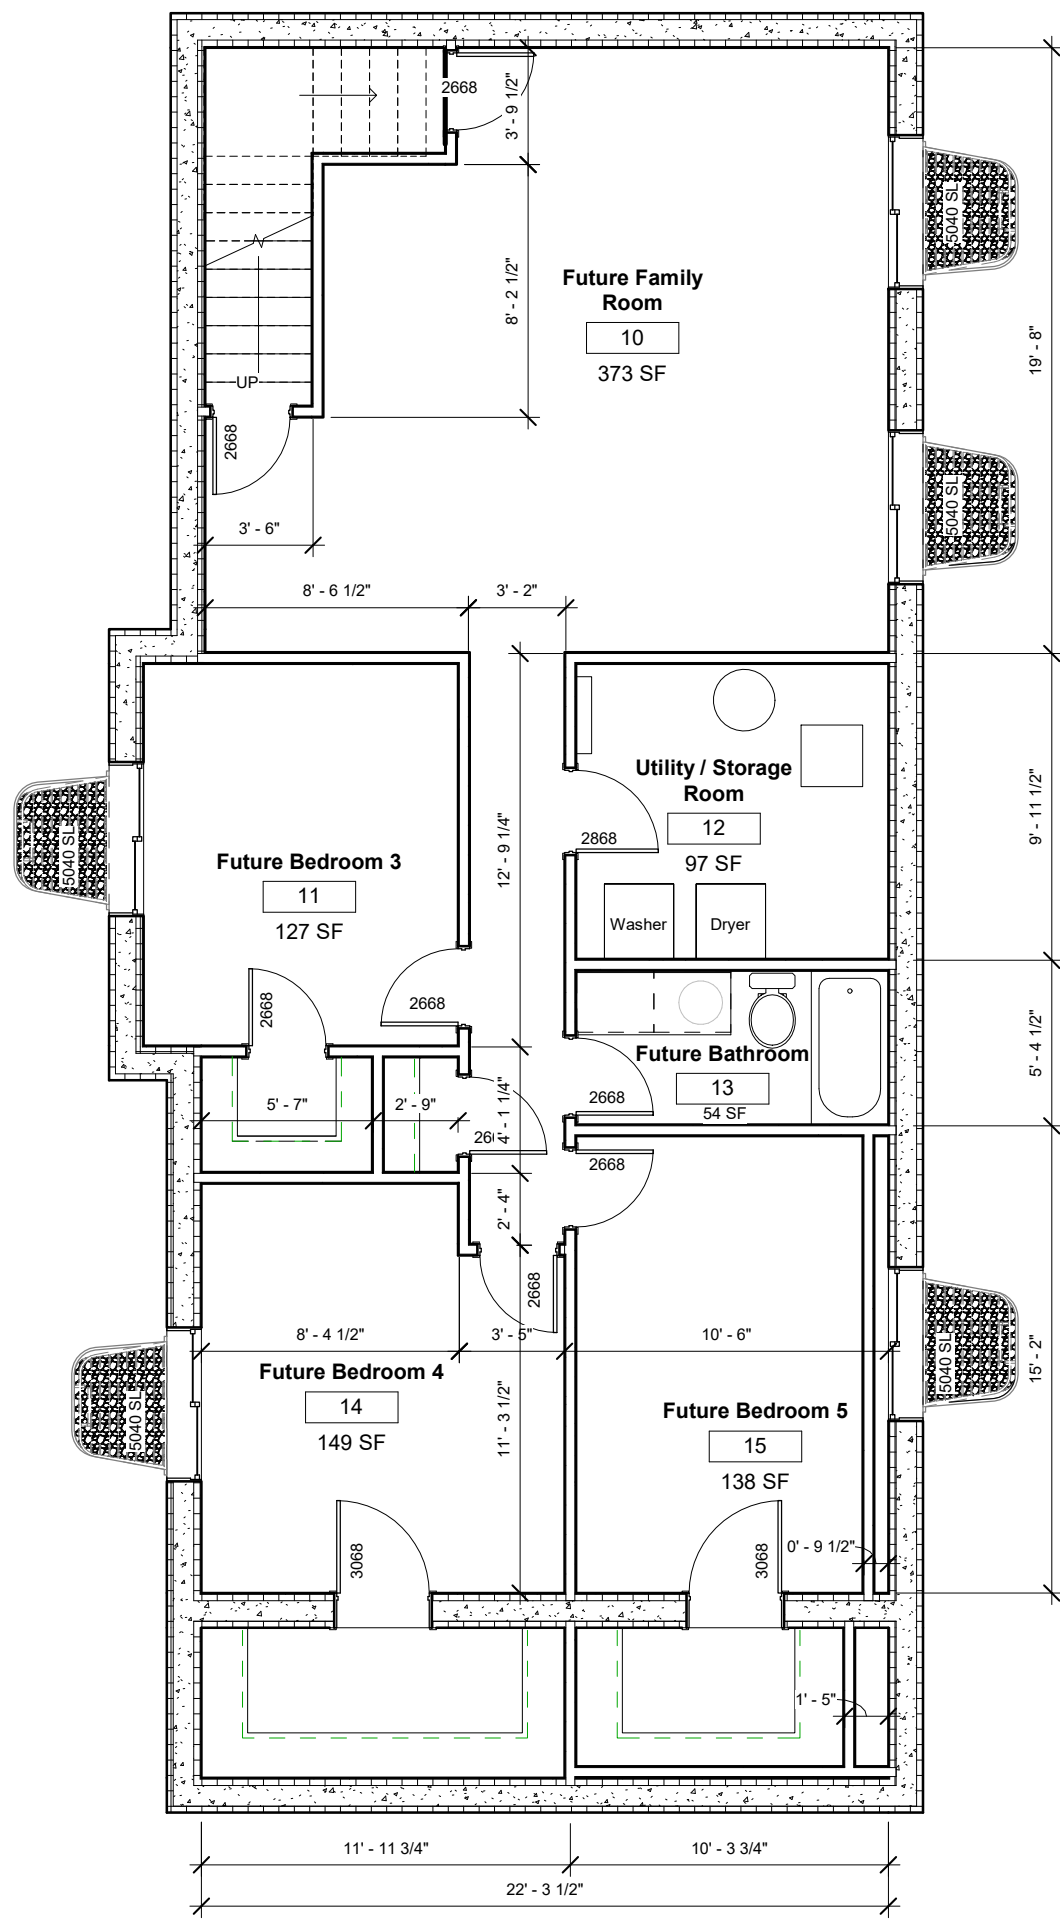 2668
3' - 9 1/2"
5040 SL
Future Family
Room
10
373 SF
8' - 2 1/2"
19' - 8"
UP
2668
5040 SL
3' - 6"
8' - 6 1/2"
3' - 2"
Utility / Storage
Room
12
97 SF
2868
12' - 9 1/4"
9' - 11 1/2"
5040 SL
Future Bedroom 3
11
127 SF
Washer
Dryer
2668
2668
Future Bathroom
13
54 SF
2668
5' - 4 1/2"
5' - 7"
2' - 9"
4' - 1 1/4"
2668
2' - 4"
2668
8' - 4 1/2"
3' - 5"
10' - 6"
5040 SL
15' - 2"
Future Bedroom 4
14
149 SF
5040 SL
11' - 3 1/2"
Future Bedroom 5
15
138 SF
3068
3068
0' - 9 1/2"
1' - 5"
11' - 11 3/4"
10' - 3 3/4"
22' - 3 1/2"